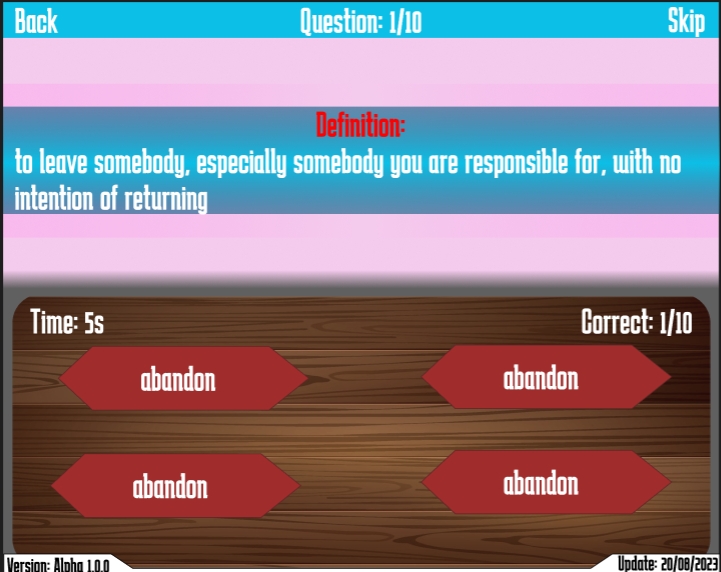 Back Question: 1/10 Skip
Definition:
to leave somebody, especially somebody you are responsible for, with no
intention of returning
Time: 5s Correct: 1/10
abandon abandon
abandon abandon
Version: Alpha 1.0.0 Update: 20/08/2023